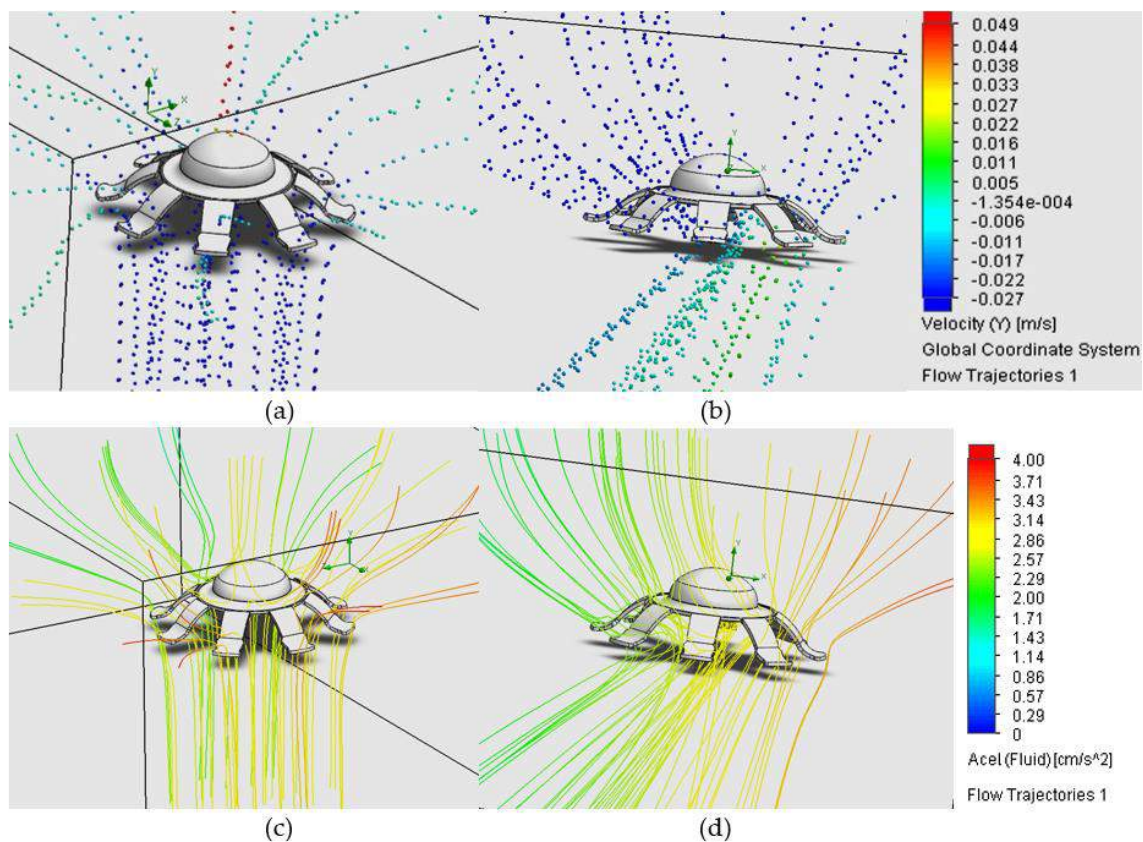 0.049
0.044
0.038
0.033
0.027
0.022
0.016
0.011
0.005
-1.354e-004
-0.006
-0.011
-0.017
-0.022
-0.027
Velocity (Y) [m/s]
Global Coordinate System
Flow Trajectories 1
Y
X
Z
Y
X
Z
(a)
(b)
4.00
3.71
3.43
3.14
2.86
2.57
2.29
2.00
1.71
1.43
1.14
0.86
0.57
0.29
0
Acel (Fluid) [cm/s^2]
Flow Trajectories 1
Y
X
Y
X
(c)
(d)